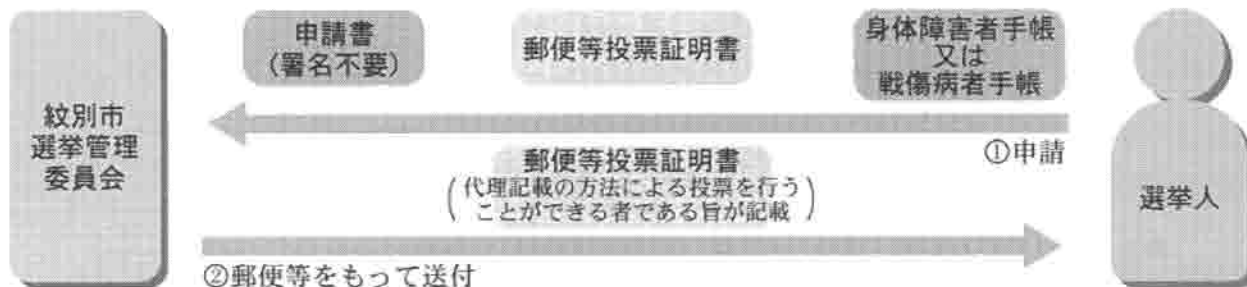 紋別市
選挙管理
委員会
申請書
（署名不要）
郵便等投票証明書
身体障害者手帳
又は
戦傷病者手帳
①申請
郵便等投票証明書
（代理記載の方法による投票を行う
ことができる者である旨が記載）
②郵便等をもって送付
選挙人